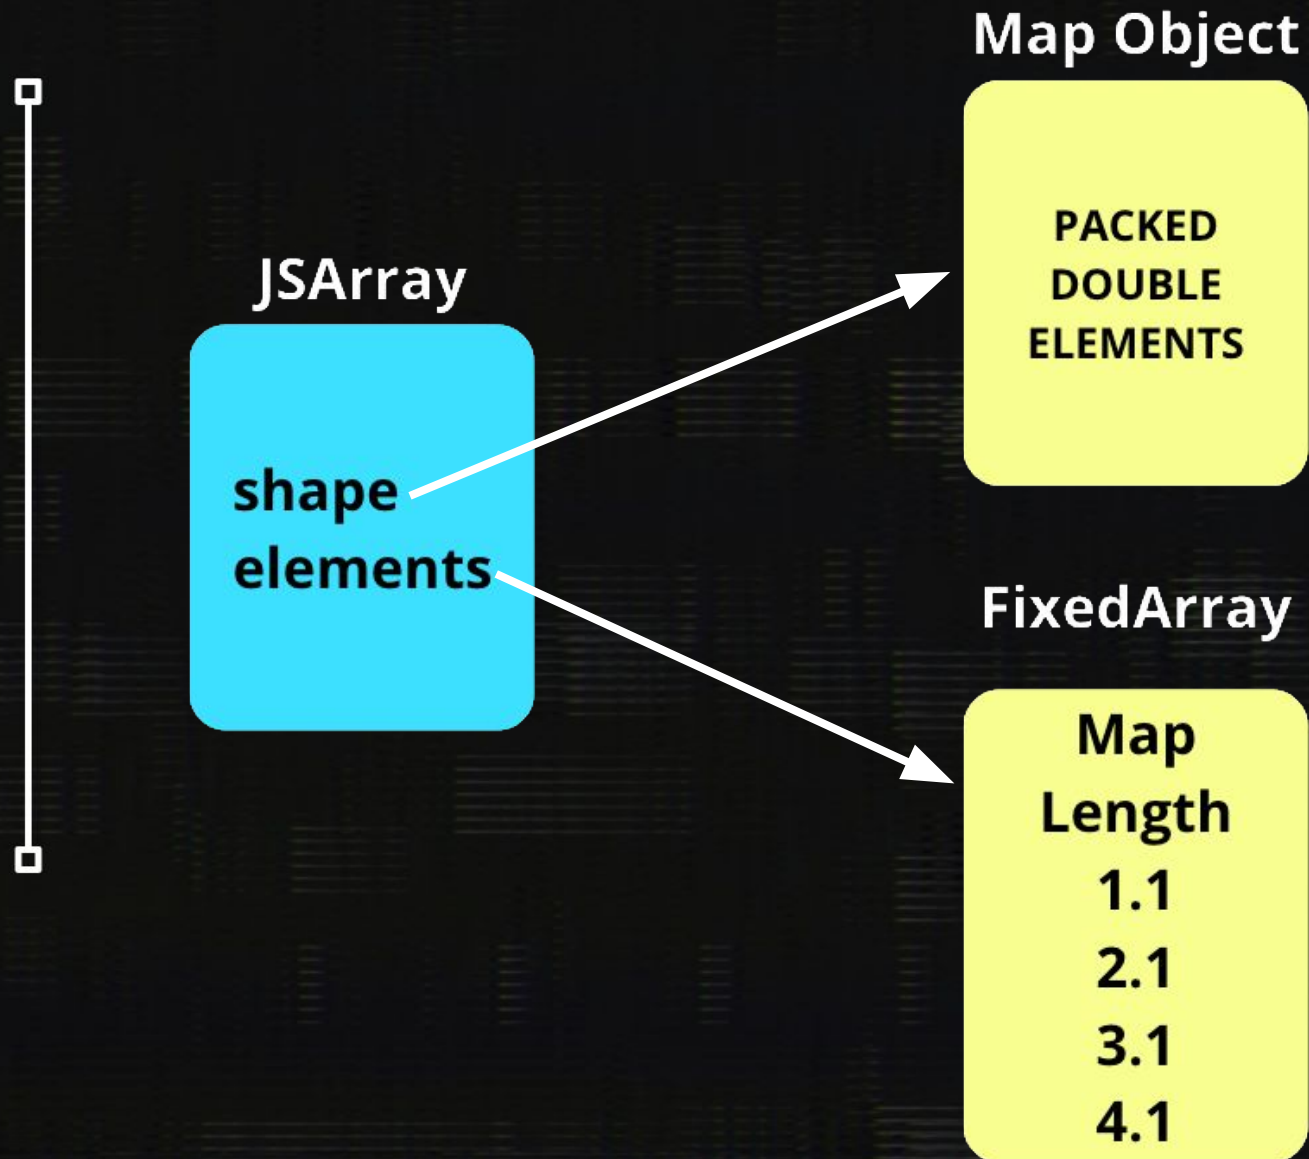 Map Object
PACKED
DOUBLE
ELEMENTS
JSArray
shape
elements
FixedArray
Map
Length
1.1
2.1
3.1
4.1